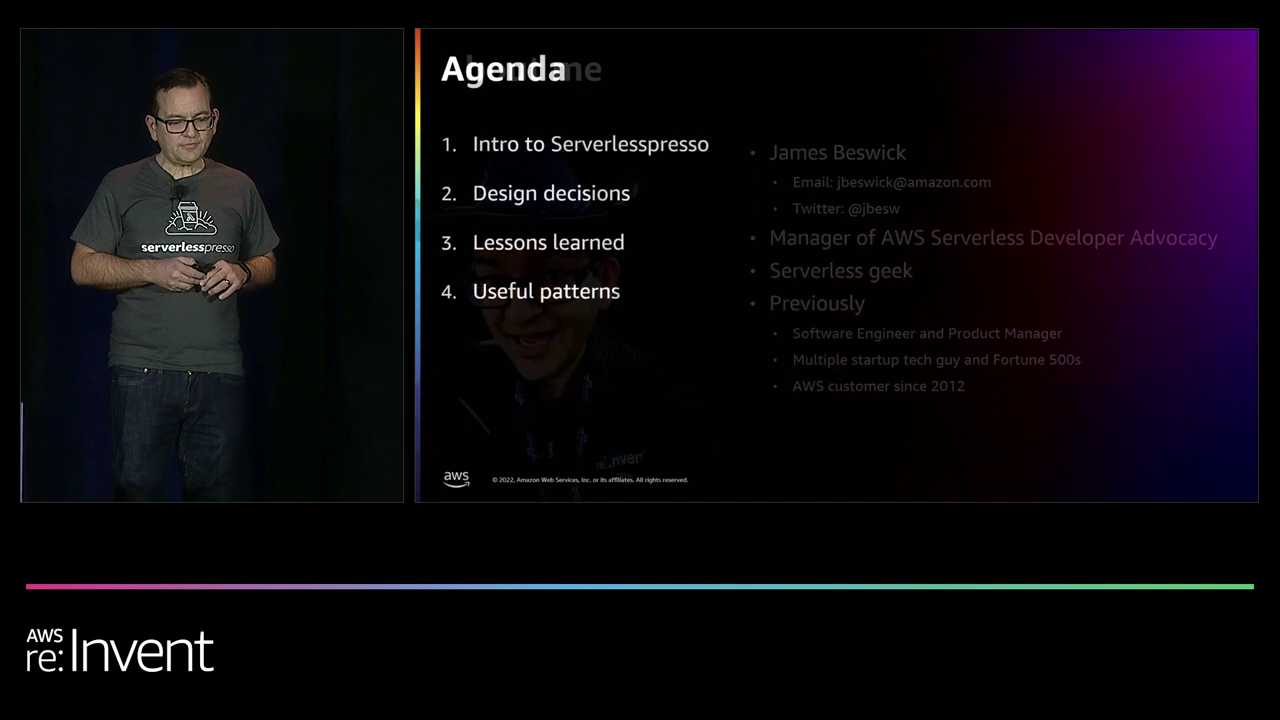 serverlesspresso
Agenda
1. Intro to Serverlesspresso
2. Design decisions
3. Lessons learned
4. Useful patterns
• James Beswick
• Email: jbeswick@amazon.com
• Twitter: @jbesw
• Manager of AWS Serverless Developer Advocacy
• Serverless geek
• Previously
• Software Engineer and Product Manager
• Multiple startup tech guy and Fortune 500s
• AWS customer since 2012
aws
© 2022, Amazon Web Services, Inc. or its affiliates. All rights reserved.
AWS
re:Invent